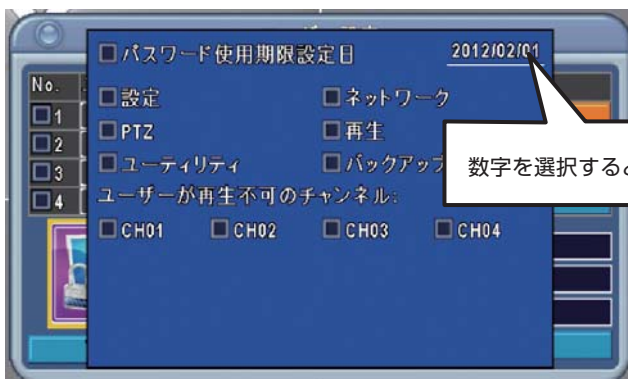 パスワード使用期限設定日 2012/02/01
No.
設定 ネットワーク
1
PTZ 再生
2
数字を選択する
ユーティリティ バックアップ
3
ユーザーが再生不可のチャンネル:
4
CH01 CH02 CH03 CH04